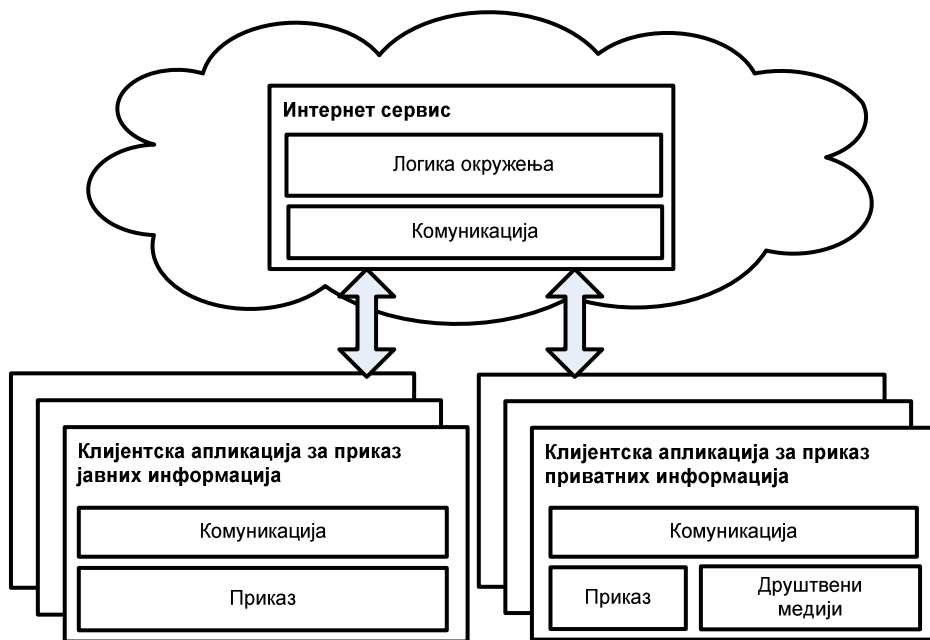 Интернет сервис
Логика окружења
Комуникација
Клијентска апликација за приказ
јавних информација
Комуникација
Приказ
Клијентска апликација за приказ
приватних информација
Комуникација
Приказ
Друштвени
медији